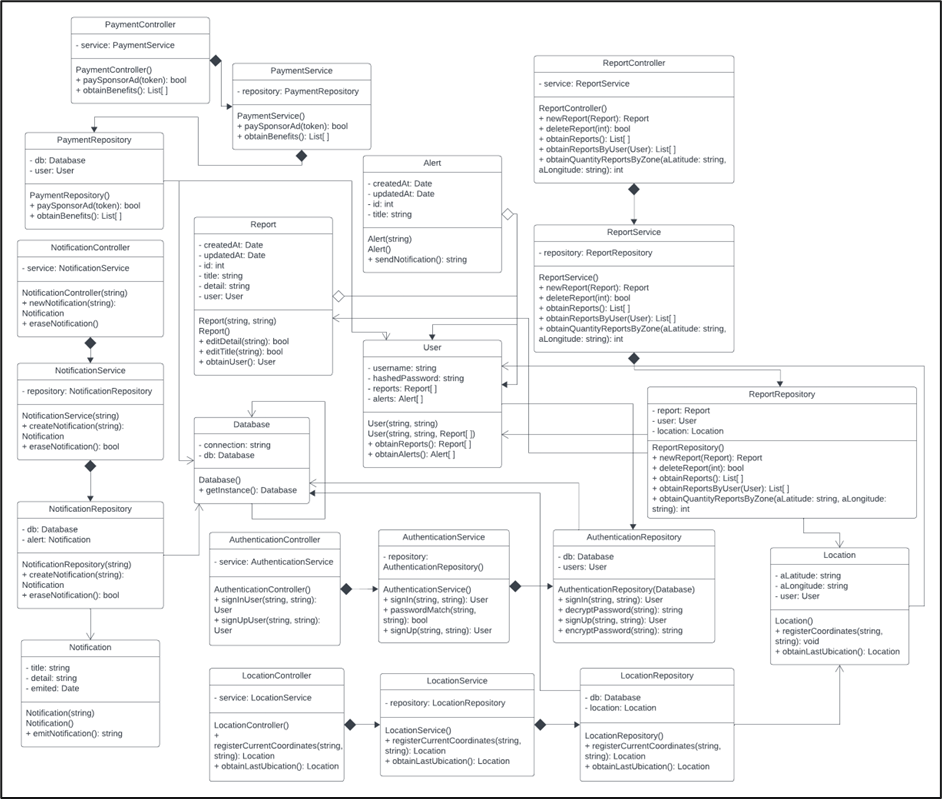 PaymentController
- service: PaymentService
PaymentController()
+ paySponsorAd(token): bool
+ obtainBenefits(): List[ ]
PaymentService
- repository: PaymentRepository
PaymentService()
+ paySponsorAd(token): bool
+ obtainBenefits(): List[ ]
PaymentRepository
- db: Database
- user: User
PaymentRepository()
+ paySponsorAd(token): bool
+ obtainBenefits(): List[ ]
ReportController
- service: ReportService
ReportController()
+ newReport(Report): Report
+ deleteReport(int): bool
+ obtainReports(): List[ ]
+ obtainReportsByUser(User): List[ ]
+ obtainQuantityReportsByZone(aLatitude: string,
aLongitude: string): int
Alert
- createdAt: Date
- updatedAt: Date
- id: int
- title: string
Alert(string)
Alert()
+ sendNotification(): string
Report
- createdAt: Date
- updatedAt: Date
- id: int
- title: string
- detail: string
- user: User
Report(string, string)
Report()
+ editDetail(string): bool
+ editTitle(string): bool
+ obtainUser(): User
ReportService
- repository: ReportRepository
ReportService()
+ newReport(Report): Report
+ deleteReport(int): bool
+ obtainReports(): List[ ]
+ obtainReportsByUser(User): List[ ]
+ obtainQuantityReportsByZone(aLatitude: string,
aLongitude: string): int
NotificationController
- service: NotificationService
NotificationController(string)
+ newNotification(string):
Notification
+ eraseNotification()
NotificationService
- repository: NotificationRepository
NotificationService(string)
+ createNotification(string):
Notification
+ eraseNotification(): bool
User
- username: string
- hashedPassword: string
- reports: Report[ ]
- alerts: Alert[ ]
User(string, string)
User(string, string, Report[ ])
+ obtainReports(): Report[ ]
+ obtainAlerts(): Alert[ ]
ReportRepository
- report: Report
- user: User
- location: Location
ReportRepository()
+ newReport(Report): Report
+ deleteReport(int): bool
+ obtainReports(): List[ ]
+ obtainReportsByUser(User): List[ ]
+ obtainQuantityReportsByZone(aLatitude: string, aLongitude:
string): int
Database
- connection: string
- db: Database
Database()
+ getInstance(): Database
NotificationRepository
- db: Database
- alert: Notification
NotificationRepository(string)
+ createNotification(string):
Notification
+ eraseNotification(): bool
AuthenticationController
- service: AuthenticationService
AuthenticationController()
+ signInUser(string, string):
User
+ signUpUser(string, string):
User
AuthenticationService
- repository:
AuthenticationRepository()
AuthenticationService()
+ signIn(string, string): User
+ passwordMatch(string,
string): bool
+ signUp(string, string): User
AuthenticationRepository
- db: Database
- users: User
AuthenticationRepository(Database)
+ signIn(string, string): User
+ decryptPassword(string): string
+ signUp(string, string): User
+ encryptPassword(string): string
Location
- aLatitude: string
- aLongitude: string
- user: User
Location()
+ registerCoordinates(string,
string): void
+ obtainLastUbication(): Location
Notification
- title: string
- detail: string
- emited: Date
Notification(string)
Notification()
+ emitNotification(): string
LocationController
- service: LocationService
LocationController()
+
registerCurrentCoordinates(string,
string): Location
+ obtainLastUbication(): Location
LocationService
- repository: LocationRepository
LocationService()
+ registerCurrentCoordinates(string,
string): Location
+ obtainLastUbication(): Location
LocationRepository
- db: Database
- location: Location
LocationRepository()
+ registerCurrentCoordinates(string,
string): Location
+ obtainLastUbication(): Location